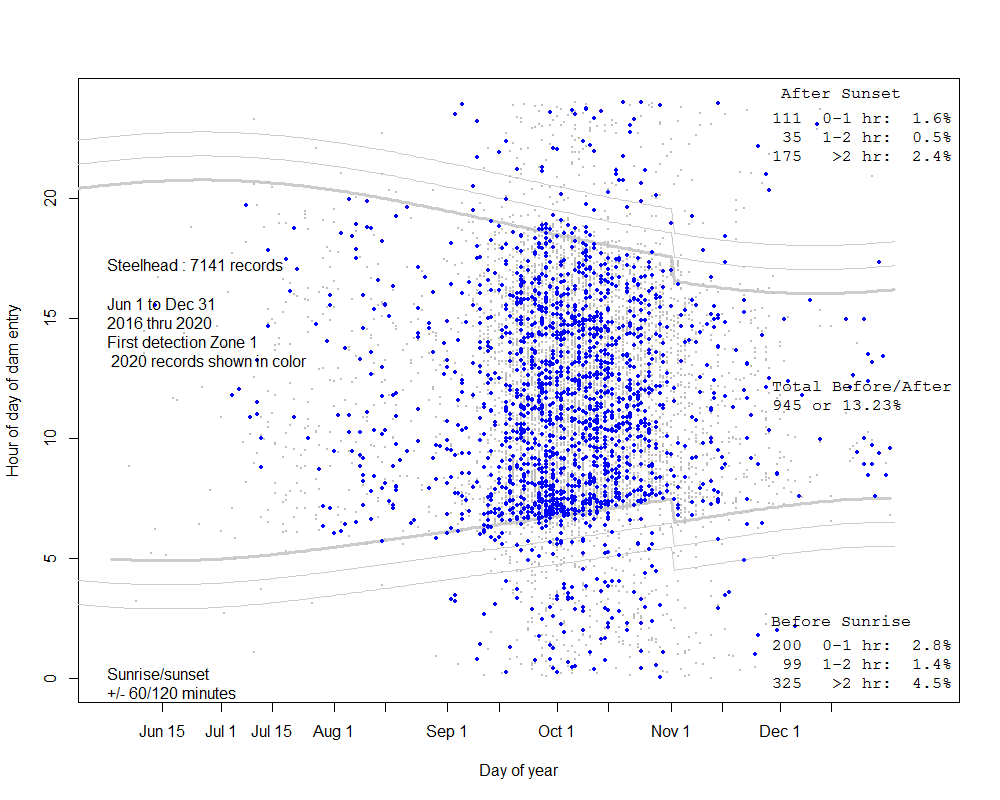 After Sunset
111 0-1 hr: 1.6%
35 1-2 hr: 0.5%
175 >2 hr: 2.4%
Steelhead : 7141 records
Jun 1 to Dec 31
2016 thru 2020
First detection Zone 1
2020 records shown in color
Total Before/After
945 or 13.23%
Before Sunrise
200 0-1 hr: 2.8%
99 1-2 hr: 1.4%
325 >2 hr: 4.5%
Sunrise/sunset
+/- 60/120 minutes
Hour of day of dam entry
20
15
10
5
0
Jun 15 Jul 1 Jul 15 Aug 1 Sep 1 Oct 1 Nov 1 Dec 1
Day of year